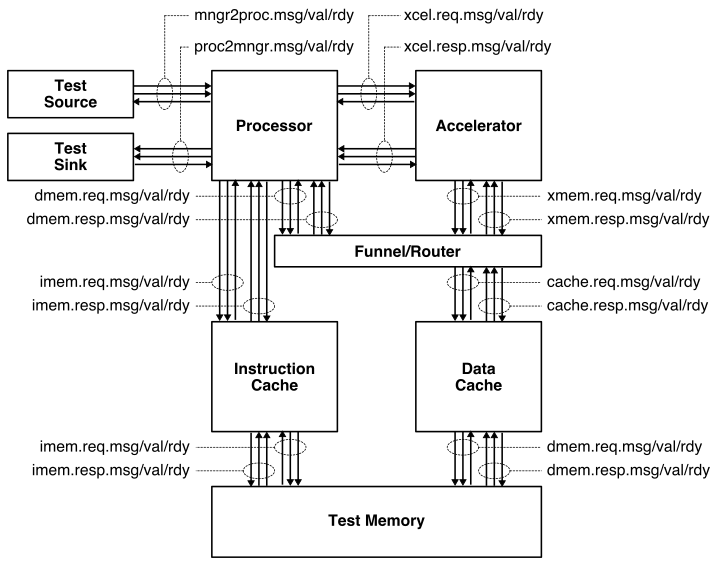 mngr2proc.msg/val/rdy
xcel.req.msg/val/rdy
proc2mngr.msg/val/rdy
xcel.resp.msg/val/rdy
Test
Source
Processor
Accelerator
Test
Sink
dmem.req.msg/val/rdy
xmem.req.msg/val/rdy
dmem.resp.msg/val/rdy
xmem.resp.msg/val/rdy
Funnel/Router
imem.req.msg/val/rdy
cache.req.msg/val/rdy
imem.resp.msg/val/rdy
cache.resp.msg/val/rdy
Instruction
Cache
Data
Cache
imem.req.msg/val/rdy
dmem.req.msg/val/rdy
imem.resp.msg/val/rdy
dmem.resp.msg/val/rdy
Test Memory